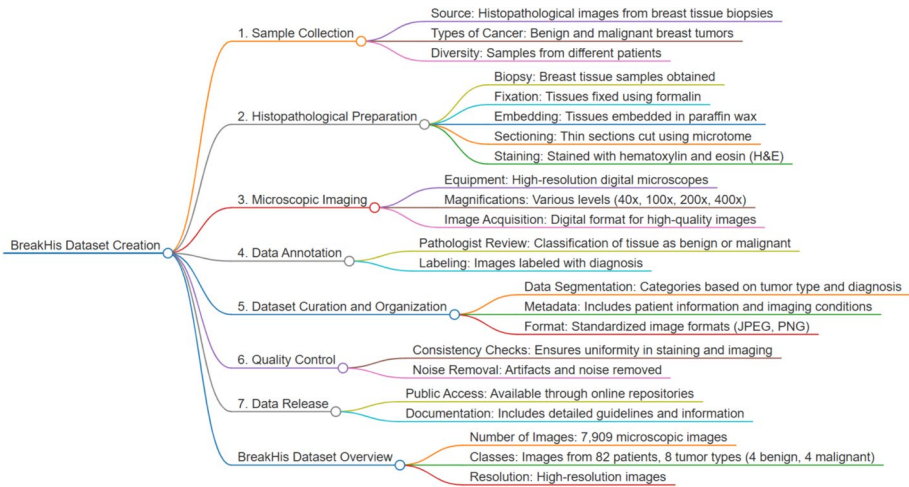 BreakHis Dataset Creation
1. Sample Collection
Source: Histopathological images from breast tissue biopsies
Types of Cancer: Benign and malignant breast tumors
Diversity: Samples from different patients
2. Histopathological Preparation
Biopsy: Breast tissue samples obtained
Fixation: Tissues fixed using formalin
Embedding: Tissues embedded in paraffin wax
Sectioning: Thin sections cut using microtome
Staining: Stained with hematoxylin and eosin (H&E)
3. Microscopic Imaging
Equipment: High-resolution digital microscopes
Magnifications: Various levels (40x, 100x, 200x, 400x)
Image Acquisition: Digital format for high-quality images
4. Data Annotation
Pathologist Review: Classification of tissue as benign or malignant
Labeling: Images labeled with diagnosis
5. Dataset Curation and Organization
Data Segmentation: Categories based on tumor type and diagnosis
Metadata: Includes patient information and imaging conditions
Format: Standardized image formats (JPEG, PNG)
6. Quality Control
Consistency Checks: Ensures uniformity in staining and imaging
Noise Removal: Artifacts and noise removed
7. Data Release
Public Access: Available through online repositories
Documentation: Includes detailed guidelines and information
BreakHis Dataset Overview
Number of Images: 7,909 microscopic images
Classes: Images from 82 patients, 8 tumor types (4 benign, 4 malignant)
Resolution: High-resolution images